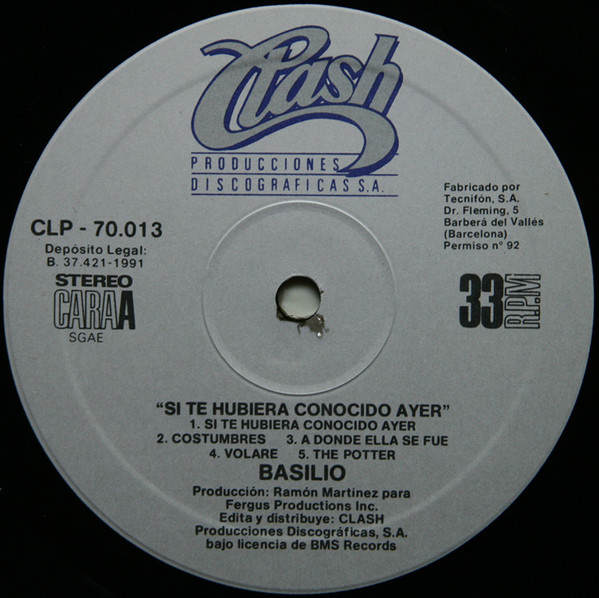 Clash
PRODUCCIONES
DISCOGRAFICAS S.A.
CLP - 70.013
Depósito Legal:
B. 37.421-1991
STEREO
CARA A
SGAE
Fabricado por
Tecnifón, S.A.
Dr. Fleming, 5
Barberá del Vallés
(Barcelona)
Permiso n° 92
33 R.P.M
"SI TE HUBIERA CONOCIDO AYER"
1. SI TE HUBIERA CONOCIDO AYER
2. COSTUMBRES 3. A DONDE ELLA SE FUE
4. VOLARE 5. THE POTTER
BASILIO
Producción: Ramón Martínez para
Fergus Productions Inc.
Edita y distribuye: CLASH
Producciones Discográficas, S.A.
bajo licencia de BMS Records